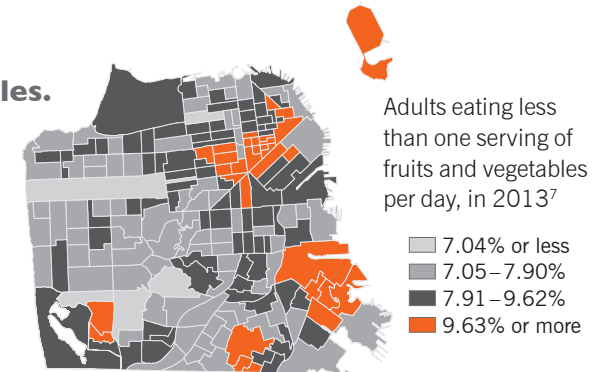 les.
Adults eating less
than one serving of
fruits and vegetables
per day, in 2013⁷
7.04% or less
7.05–7.90%
7.91–9.62%
9.63% or more